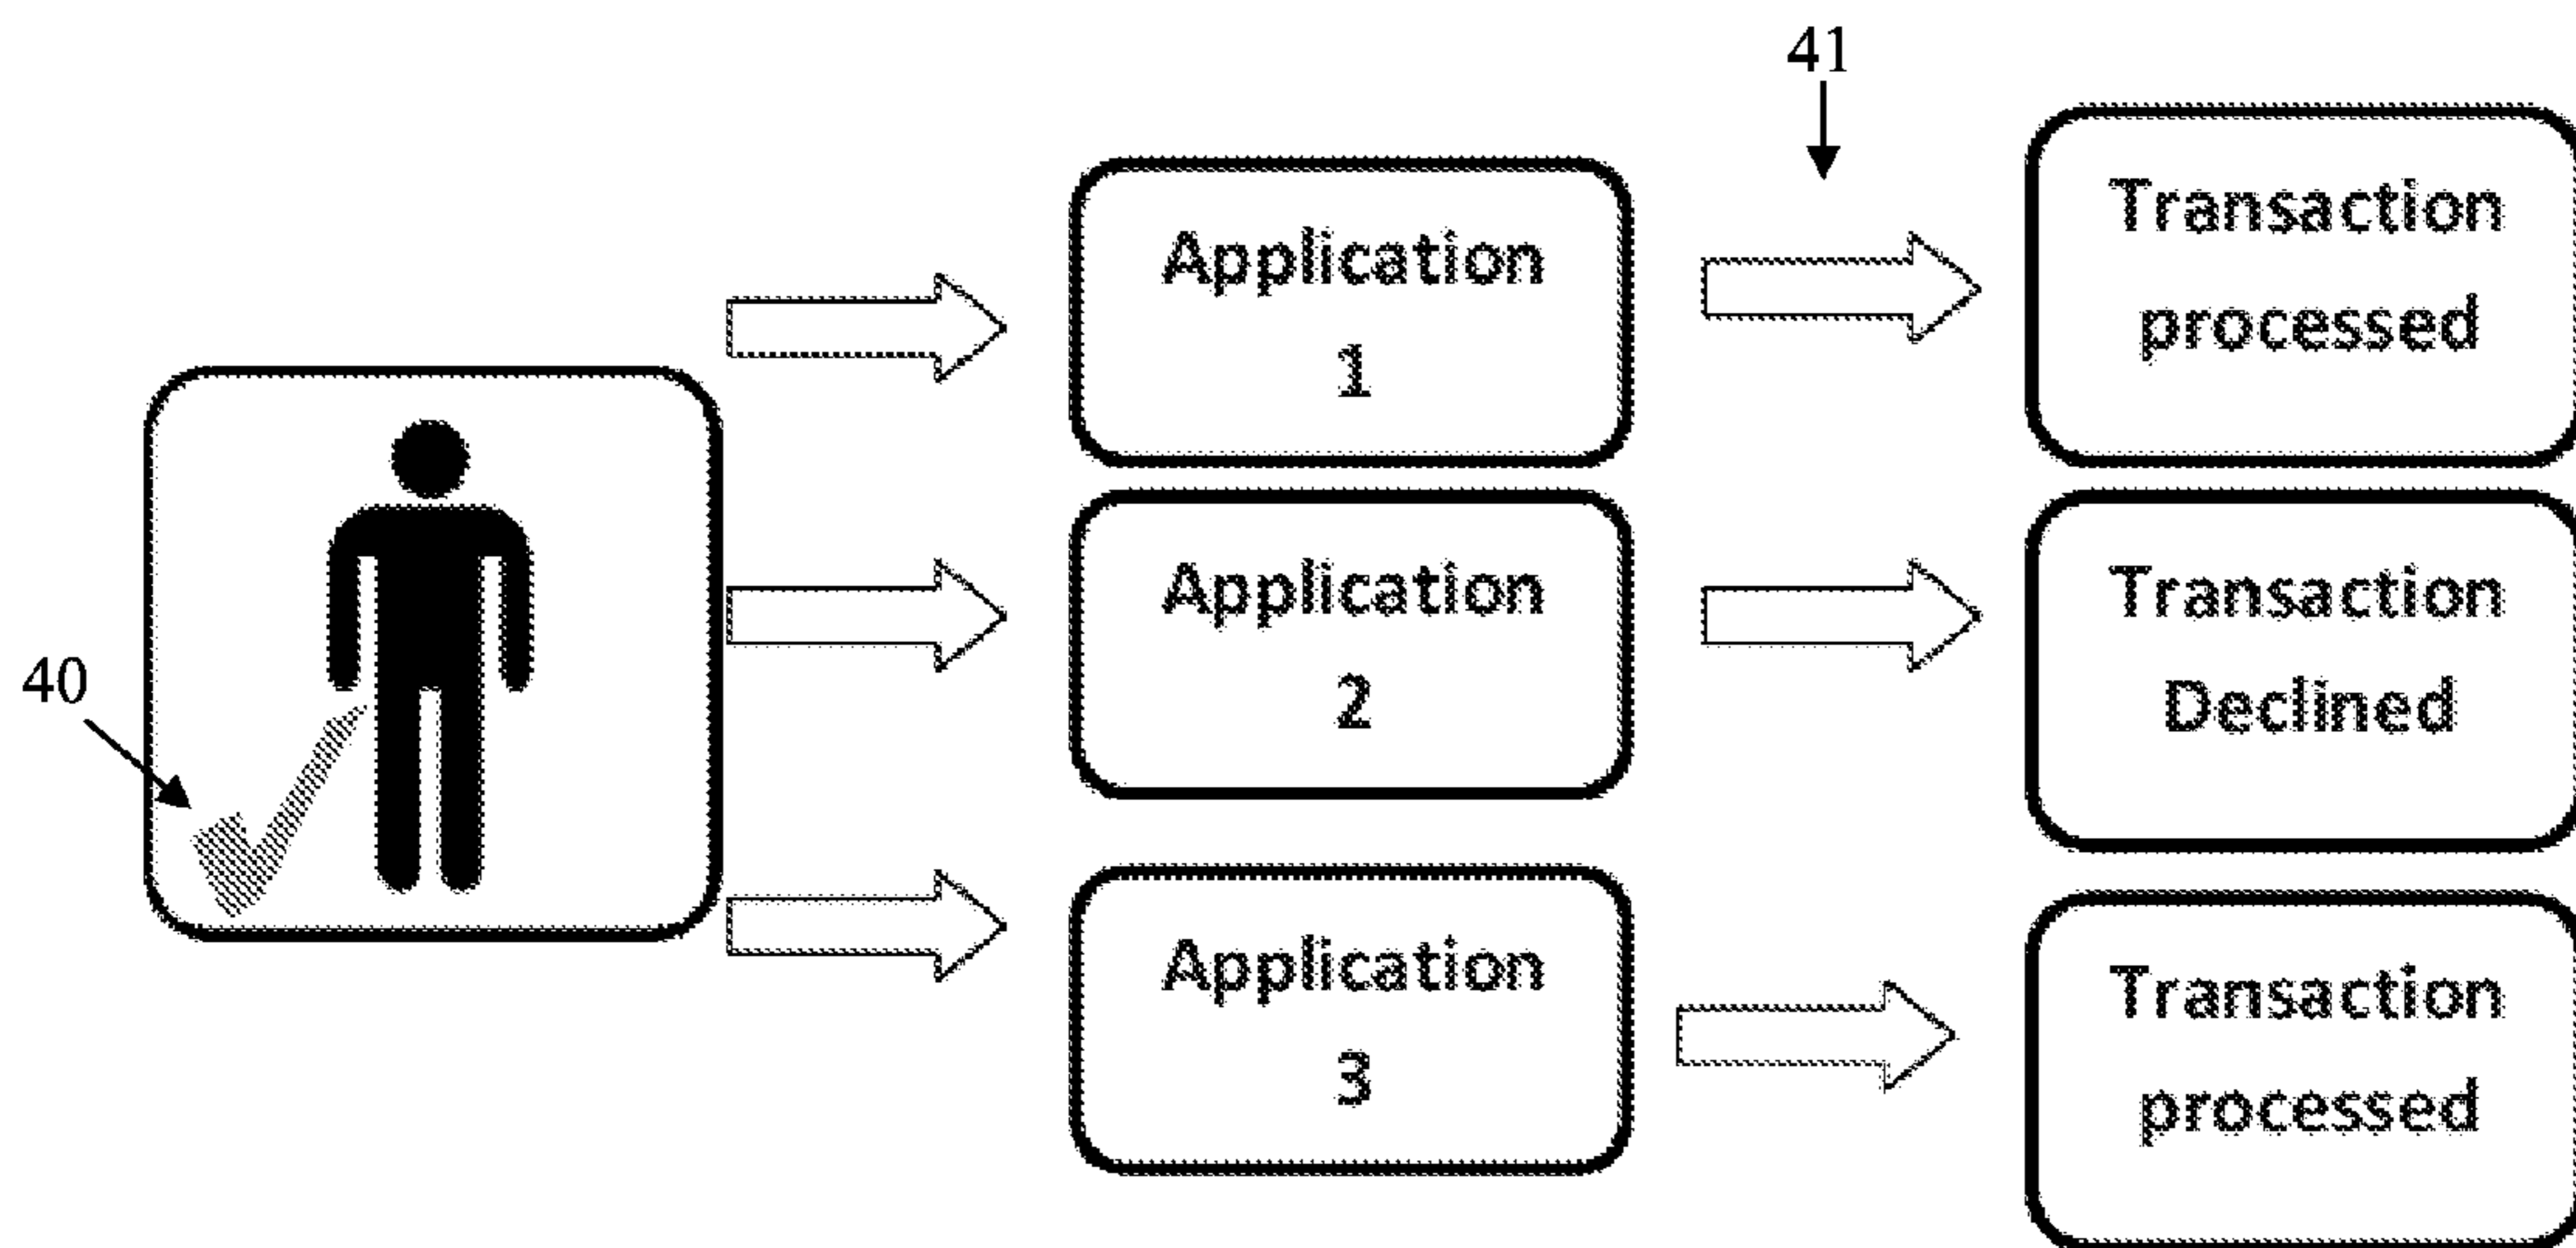 41
Application
1
Transaction
processed
40
Application
2
Transaction
Declined
Application
3
Transaction
processed